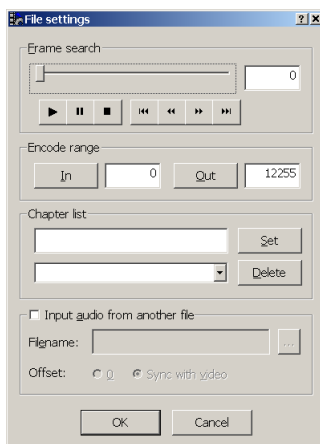 File settings
Frame search
0
Encode range
In 0 Out 12255
Chapter list
Set
Delete
Input audio from another file
Filename: ...
Offset: 0 Sync with video
OK Cancel